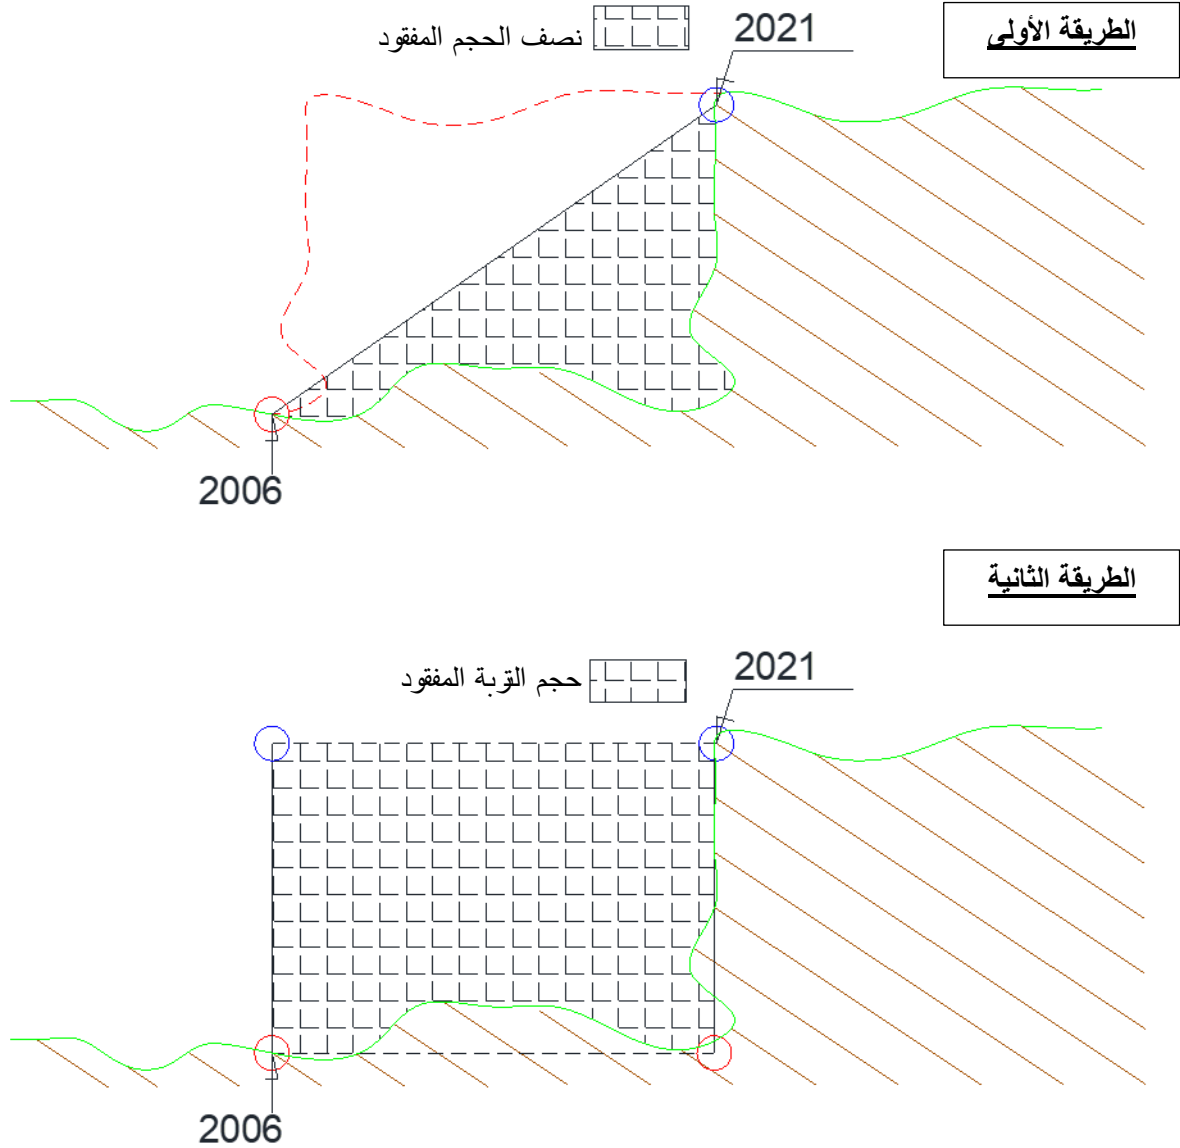 الطريقة الأولى
2021
نصف الحجم المفقود
2006
الطريقة الثانية
2021
حجم التربة المفقود
2006